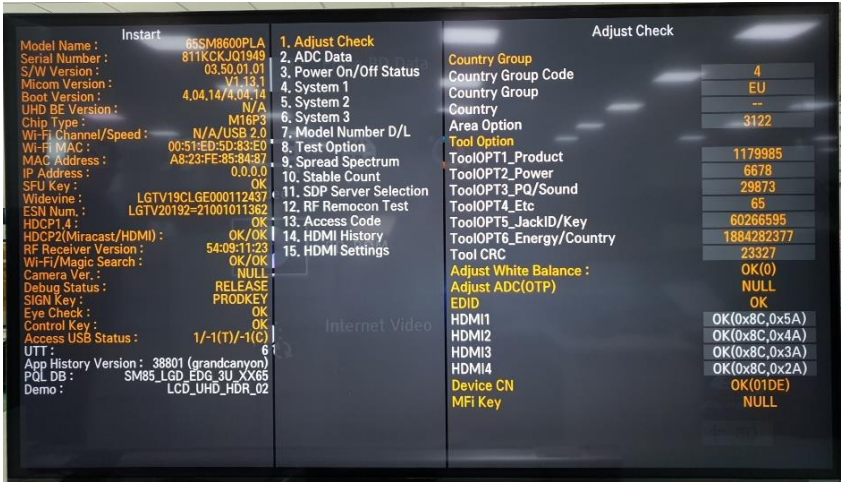 Instart
Model Name : 65SM8600PLA
Serial Number : 811KCKJQ1949
S/W Version : 03.50.01.01
Micom Version : V1.13.1
Boot Version : 4.04.14/4.04.14
UHD BE Version : N/A
Chip Type : M16P3
Wi-Fi Channel/Speed : N/A/USB 2.0
Wi-Fi MAC : 00:51:ED:5D:83:E0
MAC Address : A8:23:FE:85:84:87
IP Address : 0.0.0.0
SFU Key : OK
Widevine : LGTV19CLGE000112437
ESN Num. : LGTV20192=21001011362
HDCP1.4 : OK
HDCP2(Miracast/HDMI) : OK/OK
RF Receiver Version : 54:09:11:23
Wi-Fi/Magic Search : OK/OK
Camera Ver. : NULL
Debug Status : RELEASE
SIGN Key : PRODKEY
Eye Check : OK
Control Key : OK
Access USB Status : 1/-1(T)/-1(C)
UTT : 6
App History Version : 38801 (grandcanyon)
PQL DB : SM85_LGD_EDG_3U_XX65
Demo : LCD_UHD_HDR_02
1. Adjust Check
2. ADC Data
3. Power On/Off Status
4. System 1
5. System 2
6. System 3
7. Model Number D/L
8. Test Option
9. Spread Spectrum
10. Stable Count
11. SDP Server Selection
12. RF Remocon Test
13. Access Code
14. HDMI History
15. HDMI Settings
Internet Video
Adjust Check
Country Group
Country Group Code 4
Country Group EU
Country --
Area Option 3122
Tool Option
ToolOPT1_Product 1179985
ToolOPT2_Power 6678
ToolOPT3_PQ/Sound 29873
ToolOPT4_Etc 65
ToolOPT5_JackID/Key 60266595
ToolOPT6_Energy/Country 1884282377
Tool CRC 23327
Adjust White Balance : OK(0)
Adjust ADC(OTP) NULL
EDID OK
HDMI1 OK(0x8C,0x5A)
HDMI2 OK(0x8C,0x4A)
HDMI3 OK(0x8C,0x3A)
HDMI4 OK(0x8C,0x2A)
Device CN OK(01DE)
MFi Key NULL